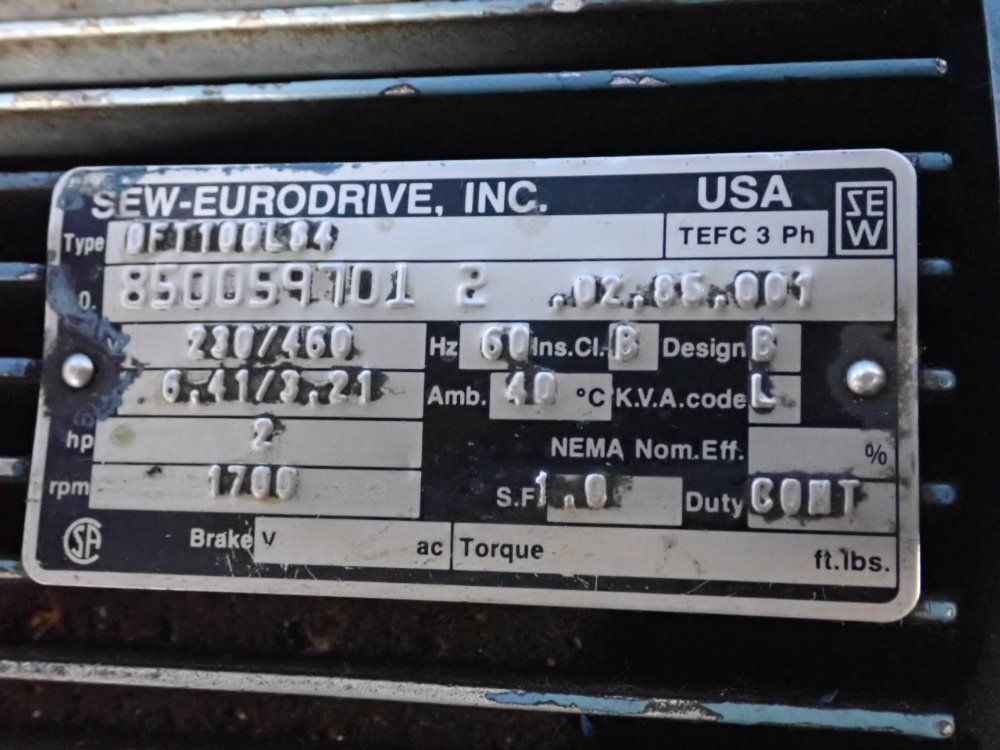 SEW-EURODRIVE, INC. USA SEW
Type DFT100LS4 TEFC 3 Ph
O. 850059701 2 .02.85.001
230/460 Hz 60 Ins.Cl. B Design B
6.41/3.21 Amb. 40 °C K.V.A.code L
hp 2 NEMA Nom.Eff. %
rpm 1700 S.F. 1.0 Duty CONT
CSA Brake V ac Torque ft.lbs.